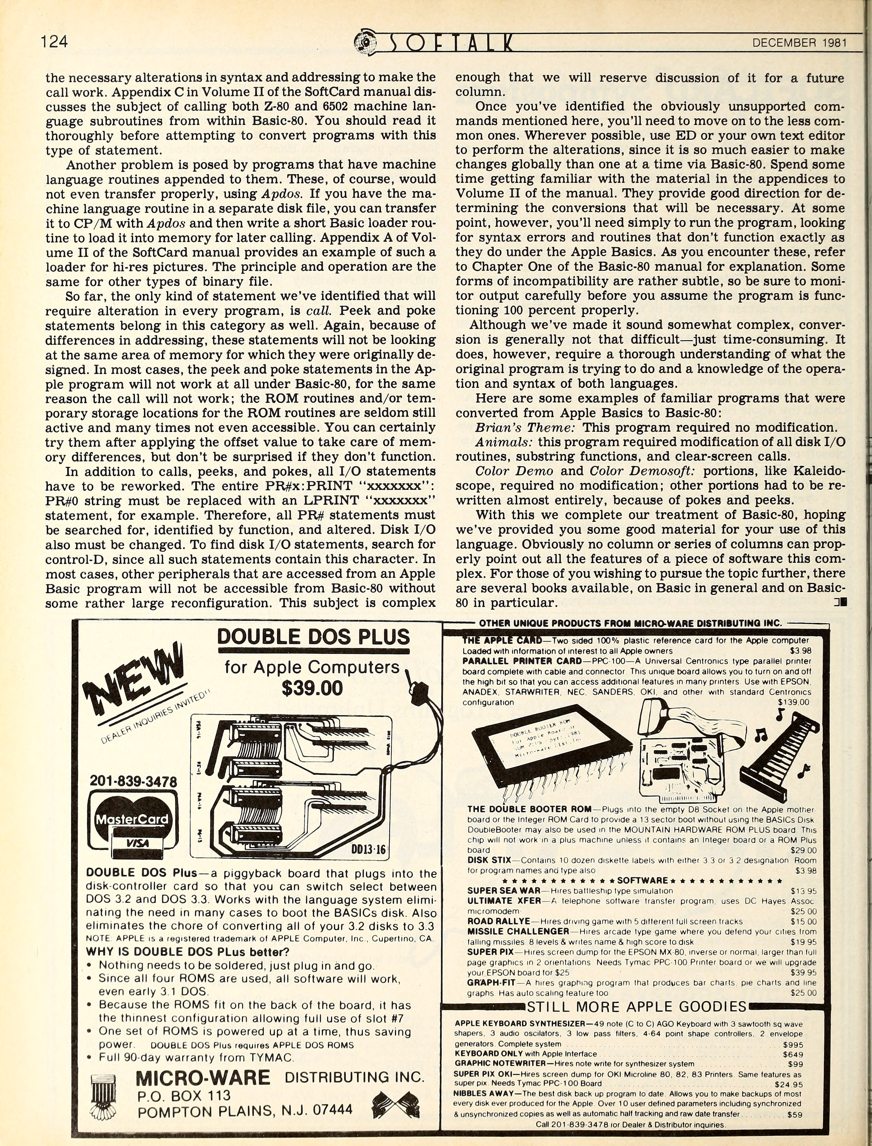 124
SOFTALK
DECEMBER 1981
the necessary alterations in syntax and addressing to make the
call work. Appendix C in Volume II of the SoftCard manual dis-
cusses the subject of calling both Z-80 and 6502 machine lan-
guage subroutines from within Basic-80. You should read it
thoroughly before attempting to convert programs with this
type of statement.
Another problem is posed by programs that have machine
language routines appended to them. These, of course, would
not even transfer properly, using Apdos. If you have the ma-
chine language routine in a separate disk file, you can transfer
it to CP/M with Apdos and then write a short Basic loader rou-
tine to load it into memory for later calling. Appendix A of Vol-
ume II of the SoftCard manual provides an example of such a
loader for hi-res pictures. The principle and operation are the
same for other types of binary file.
So far, the only kind of statement we've identified that will
require alteration in every program, is call. Peek and poke
statements belong in this category as well. Again, because of
differences in addressing, these statements will not be looking
at the same area of memory for which they were originally de-
signed. In most cases, the peek and poke statements in the Ap-
ple program will not work at all under Basic-80, for the same
reason the call will not work; the ROM routines and/or tem-
porary storage locations for the ROM routines are seldom still
active and many times not even accessible. You can certainly
try them after applying the offset value to take care of mem-
ory differences, but don't be surprised if they don't function.
In addition to calls, peeks, and pokes, all I/O statements
have to be reworked. The entire PR#x:PRINT "xxxxxxx":
PR#0 string must be replaced with an LPRINT "xxxxxxx"
statement, for example. Therefore, all PR# statements must
be searched for, identified by function, and altered. Disk I/O
also must be changed. To find disk I/O statements, search for
control-D, since all such statements contain this character. In
most cases, other peripherals that are accessed from an Apple
Basic program will not be accessible from Basic-80 without
some rather large reconfiguration. This subject is complex
enough that we will reserve discussion of it for a future
column.
Once you've identified the obviously unsupported com-
mands mentioned here, you'll need to move on to the less com-
mon ones. Wherever possible, use ED or your own text editor
to perform the alterations, since it is so much easier to make
changes globally than one at a time via Basic-80. Spend some
time getting familiar with the material in the appendices to
Volume II of the manual. They provide good direction for de-
termining the conversions that will be necessary. At some
point, however, you'll need simply to run the program, looking
for syntax errors and routines that don't function exactly as
they do under the Apple Basics. As you encounter these, refer
to Chapter One of the Basic-80 manual for explanation. Some
forms of incompatibility are rather subtle, so be sure to moni-
tor output carefully before you assume the program is func-
tioning 100 percent properly.
Although we've made it sound somewhat complex, conver-
sion is generally not that difficult—just time-consuming. It
does, however, require a thorough understanding of what the
original program is trying to do and a knowledge of the opera-
tion and syntax of both languages.
Here are some examples of familiar programs that were
converted from Apple Basics to Basic-80:
Brian's Theme: This program required no modification.
Animals: this program required modification of all disk I/O
routines, substring functions, and clear-screen calls.
Color Demo and Color Demosoft: portions, like Kaleido-
scope, required no modification; other portions had to be re-
written almost entirely, because of pokes and peeks.
With this we complete our treatment of Basic-80, hoping
we've provided you some good material for your use of this
language. Obviously no column or series of columns can prop-
erly point out all the features of a piece of software this com-
plex. For those of you wishing to pursue the topic further, there
are several books available, on Basic in general and on Basic-
80 in particular.
NEW
DEALER INQUIRIES INVITED!!
DOUBLE DOS PLUS
for Apple Computers
$39.00
201-839-3478
MasterCard
VISA
DD13-16
DOUBLE DOS Plus—a piggyback board that plugs into the
disk-controller card so that you can switch select between
DOS 3.2 and DOS 3.3. Works with the language system elimi-
nating the need in many cases to boot the BASICs disk. Also
eliminates the chore of converting all of your 3.2 disks to 3.3
NOTE: APPLE is a registered trademark of APPLE Computer, Inc., Cupertino, CA.
WHY IS DOUBLE DOS PLus better?
• Nothing needs to be soldered, just plug in and go.
• Since all four ROMS are used, all software will work,
even early 3.1 DOS.
• Because the ROMS fit on the back of the board, it has
the thinnest configuration allowing full use of slot #7
• One set of ROMS is powered up at a time, thus saving
power. DOUBLE DOS Plus requires APPLE DOS ROMS
• Full 90-day warranty from TYMAC.
MICRO-WARE DISTRIBUTING INC.
P.O. BOX 113
POMPTON PLAINS, N.J. 07444
OTHER UNIQUE PRODUCTS FROM MICRO-WARE DISTRIBUTING INC.
THE APPLE CARD—Two sided 100% plastic reference card for the Apple computer
Loaded with information of interest to all Apple owners $3.98
PARALLEL PRINTER CARD—PPC-100—A Universal Centronics type parallel printer
board complete with cable and connector. This unique board allows you to turn on and off
the high bit so that you can access additional features in many printers. Use with EPSON,
ANADEX, STARWRITER, NEC, SANDERS, OKI, and other with standard Centronics
configuration $139.00
DOUBLE BOOTER ROM
THE DOUBLE BOOTER ROM—Plugs into the empty D8 Socket on the Apple mother
board or the Integer ROM Card to provide a 13 sector boot without using the BASICs Disk
DoubleBooter may also be used in the MOUNTAIN HARDWARE ROM PLUS board. This
chip will not work in a plus machine unless it contains an Integer board or a ROM Plus
board $29.00
DISK STIX—Contains 10 dozen diskette labels with either 3.3 or 3.2 designation. Room
for program names and type also $3.98
★ ★ ★ ★ ★ ★ ★ ★ ★ ★ ★SOFTWARE★ ★ ★ ★ ★ ★ ★ ★ ★ ★ ★
SUPER SEA WAR—Hires battleship type simulation $13.95
ULTIMATE XFER—A telephone software transfer program, uses DC Hayes Assoc.
micromodem $25.00
ROAD RALLYE—Hires driving game with 5 different full screen tracks $15.00
MISSILE CHALLENGER—Hires arcade type game where you defend your cities from
falling missiles. 8 levels & writes name & high score to disk $19.95
SUPER PIX—Hires screen dump for the EPSON MX-80, inverse or normal, larger than full
page graphics in 2 orientations. Needs Tymac PPC-100 Printer board or we will upgrade
your EPSON board for $25 $39.95
GRAPH-FIT—A hires graphing program that produces bar charts, pie charts and line
graphs. Has auto scaling feature too $25.00
STILL MORE APPLE GOODIES
APPLE KEYBOARD SYNTHESIZER—49 note (C to C) AGO Keyboard with 3 sawtooth sq wave
shapers, 3 audio oscilators, 3 low pass filters, 4-64 point shape controllers, 2 envelope
generators. Complete system $995
KEYBOARD ONLY with Apple Interface $649
GRAPHIC NOTEWRITER—Hires note write for synthesizer system $99
SUPER PIX OKI—Hires screen dump for OKI Microline 80, 82, 83 Printers. Same features as
super pix. Needs Tymac PPC-100 Board $24.95
NIBBLES AWAY—The best disk back up program to date. Allows you to make backups of most
every disk ever produced for the Apple. Over 10 user defined parameters including synchronized
& unsynchronized copies as well as automatic half tracking and raw date transfer $59
Call 201-839-3478 for Dealer & Distributor inquiries.